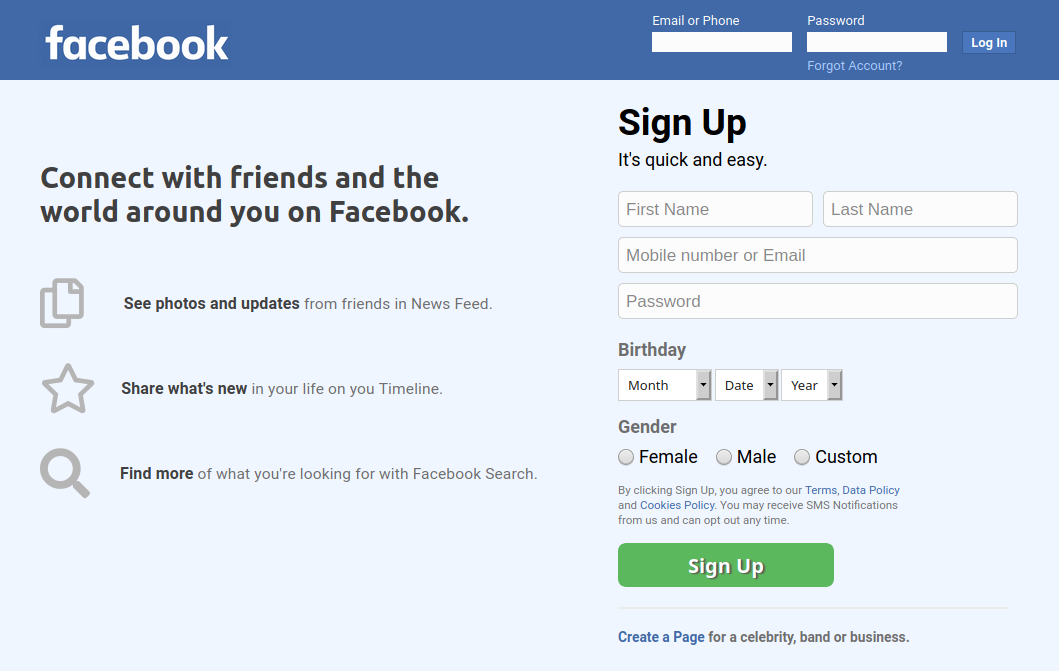 facebook
Email or Phone
Password
Log In
Forgot Account?
Connect with friends and the
world around you on Facebook.
See photos and updates from friends in News Feed.
Share what's new in your life on you Timeline.
Find more of what you're looking for with Facebook Search.
Sign Up
It's quick and easy.
First Name
Last Name
Mobile number or Email
Password
Birthday
Month
Date
Year
Gender
Female
Male
Custom
By clicking Sign Up, you agree to our Terms, Data Policy
and Cookies Policy. You may receive SMS Notifications
from us and can opt out any time.
Sign Up
Create a Page for a celebrity, band or business.